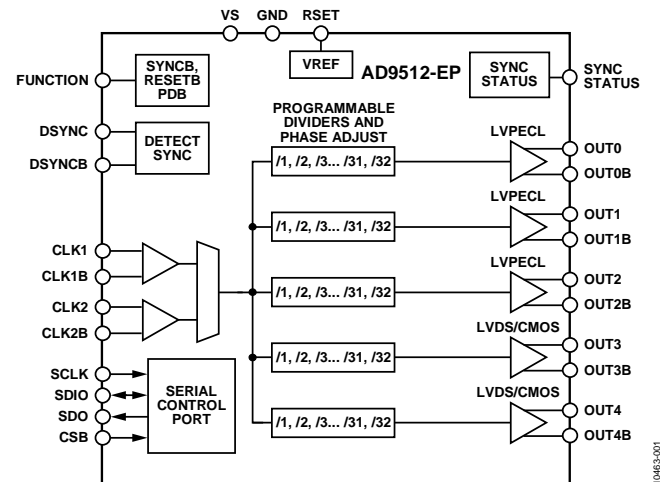 VS GND RSET
VREF
AD9512-EP
FUNCTION
SYNCB,
RESETB
PDB
SYNC
STATUS
SYNC
STATUS
DSYNC
DSYNCB
DETECT
SYNC
PROGRAMMABLE
DIVIDERS AND
PHASE ADJUST
/1, /2, /3... /31, /32
LVPECL
OUT0
OUT0B
/1, /2, /3... /31, /32
LVPECL
OUT1
OUT1B
CLK1
CLK1B
CLK2
CLK2B
/1, /2, /3... /31, /32
LVPECL
OUT2
OUT2B
/1, /2, /3... /31, /32
LVDS/CMOS
OUT3
OUT3B
SCLK
SDIO
SDO
CSB
SERIAL
CONTROL
PORT
/1, /2, /3... /31, /32
LVDS/CMOS
OUT4
OUT4B
10463-001